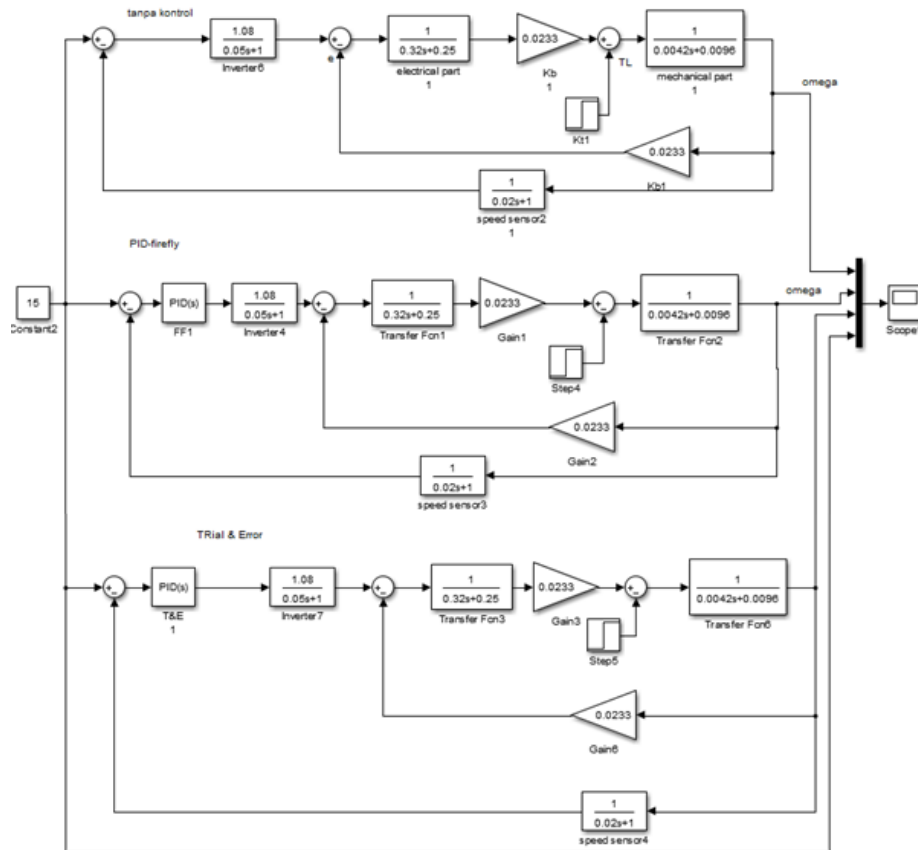 tanpa kontrol
1.08
0.05s+1
Inverter6
e
1
0.32s+0.25
electrical part
1
0.0233
Kb
1
TL
1
0.0042s+0.0096
mechanical part
1
omega
Kt1
0.0233
Kb1
1
0.02s+1
speed sensor2
1
PID-firefly
15
Constant2
PID(s)
FF1
1.08
0.05s+1
Inverter4
1
0.32s+0.25
Transfer Fcn1
0.0233
Gain1
Step4
1
0.0042s+0.0096
Transfer Fcn2
omega
0.0233
Gain2
1
0.02s+1
speed sensor3
TRial & Error
PID(s)
T&E
1
1.08
0.05s+1
Inverter7
1
0.32s+0.25
Transfer Fcn3
0.0233
Gain3
Step5
1
0.0042s+0.0096
Transfer Fcn6
0.0233
Gain6
1
0.02s+1
speed sensor4